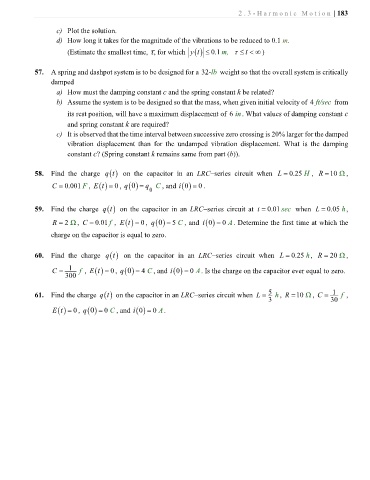 2.3-Harmonic Motion | 183
c) Plot the solution.
d) How long it takes for the magnitude of the vibrations to be reduced to 0.1 m.
(Estimate the smallest time, τ, for which |y(t)| ≤ 0.1 m, τ ≤ t < ∞)
57. A spring and dashpot system is to be designed for a 32-lb weight so that the overall system is critically
damped
a) How must the damping constant c and the spring constant k be related?
b) Assume the system is to be designed so that the mass, when given initial velocity of 4 ft/sec from
its rest position, will have a maximum displacement of 6 in. What values of damping constant c
and spring constant k are required?
c) It is observed that the time interval between successive zero crossing is 20% larger for the damped
vibration displacement than for the undamped vibration displacement. What is the damping
constant c? (Spring constant k remains same from part (b)).
58. Find the charge q(t) on the capacitor in an LRC−series circuit when L = 0.25 H, R = 10 Ω,
C = 0.001 F, E(t) = 0, q(0) = q₀ C, and i(0) = 0.
59. Find the charge q(t) on the capacitor in an LRC−series circuit at t = 0.01 sec when L = 0.05 h,
R = 2 Ω, C = 0.01 f, E(t) = 0, q(0) = 5 C, and i(0) = 0 A. Determine the first time at which the
charge on the capacitor is equal to zero.
60. Find the charge q(t) on the capacitor in an LRC−series circuit when L = 0.25 h, R = 20 Ω,
C = 1/300 f, E(t) = 0, q(0) = 4 C, and i(0) = 0 A. Is the charge on the capacitor ever equal to zero.
61. Find the charge q(t) on the capacitor in an LRC−series circuit when L = 5/3 h, R = 10 Ω, C = 1/30 f,
E(t) = 0, q(0) = 0 C, and i(0) = 0 A.